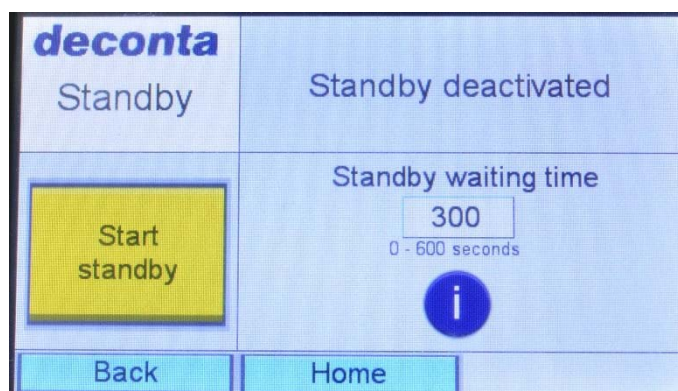 deconta
Standby
Standby deactivated
Start
standby
Standby waiting time
300
0 - 600 seconds
i
Back
Home